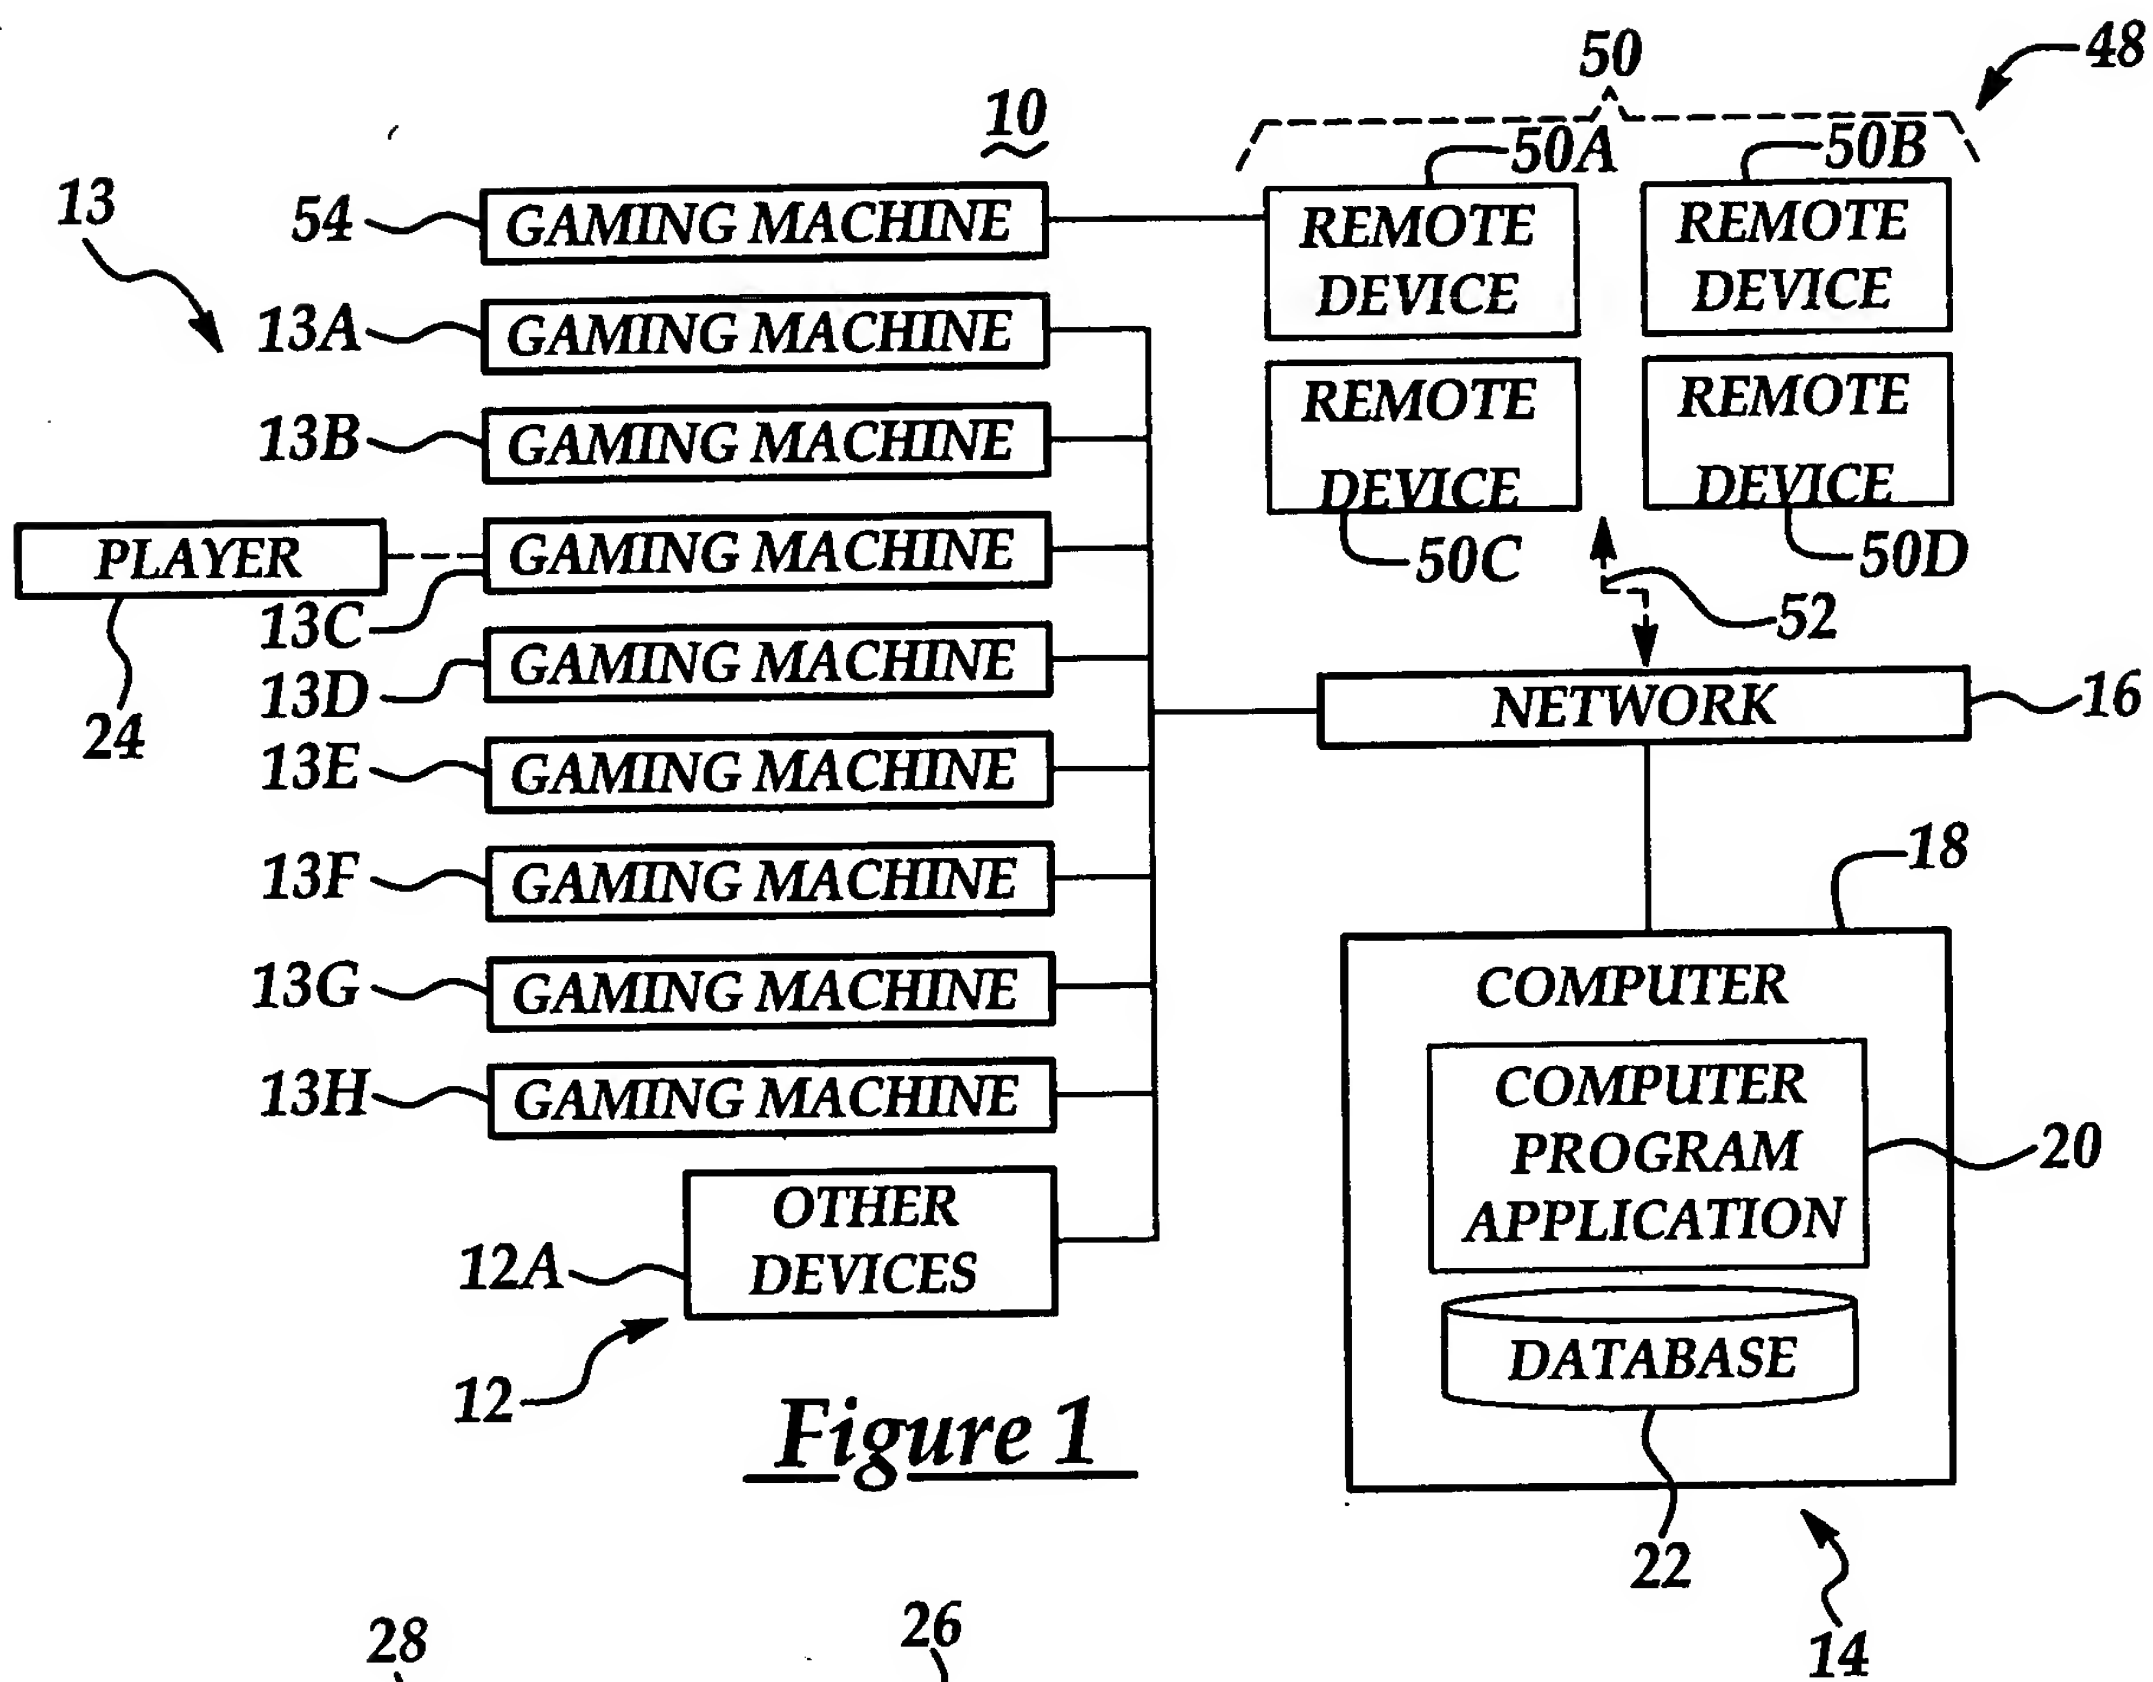 48
50
10
50A
50B
13
54
GAMING MACHINE
REMOTE
DEVICE
REMOTE
DEVICE
13A
GAMING MACHINE
13B
GAMING MACHINE
REMOTE
DEVICE
REMOTE
DEVICE
50C
50D
52
PLAYER
24
13C
GAMING MACHINE
13D
GAMING MACHINE
NETWORK
16
13E
GAMING MACHINE
13F
GAMING MACHINE
18
13G
GAMING MACHINE
13H
GAMING MACHINE
COMPUTER
COMPUTER
PROGRAM
APPLICATION
20
OTHER
DEVICES
12A
12
DATABASE
22
14
Figure 1
28
26